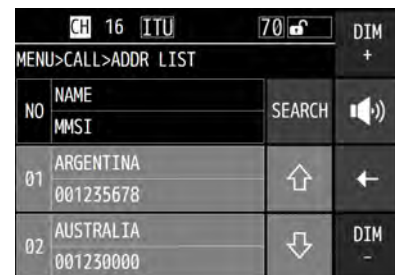 CH 16 ITU 70 DIM
MENU>CALL>ADDR LIST +
NO NAME SEARCH
MMSI
01 ARGENTINA
001235678
02 AUSTRALIA DIM
001230000 -